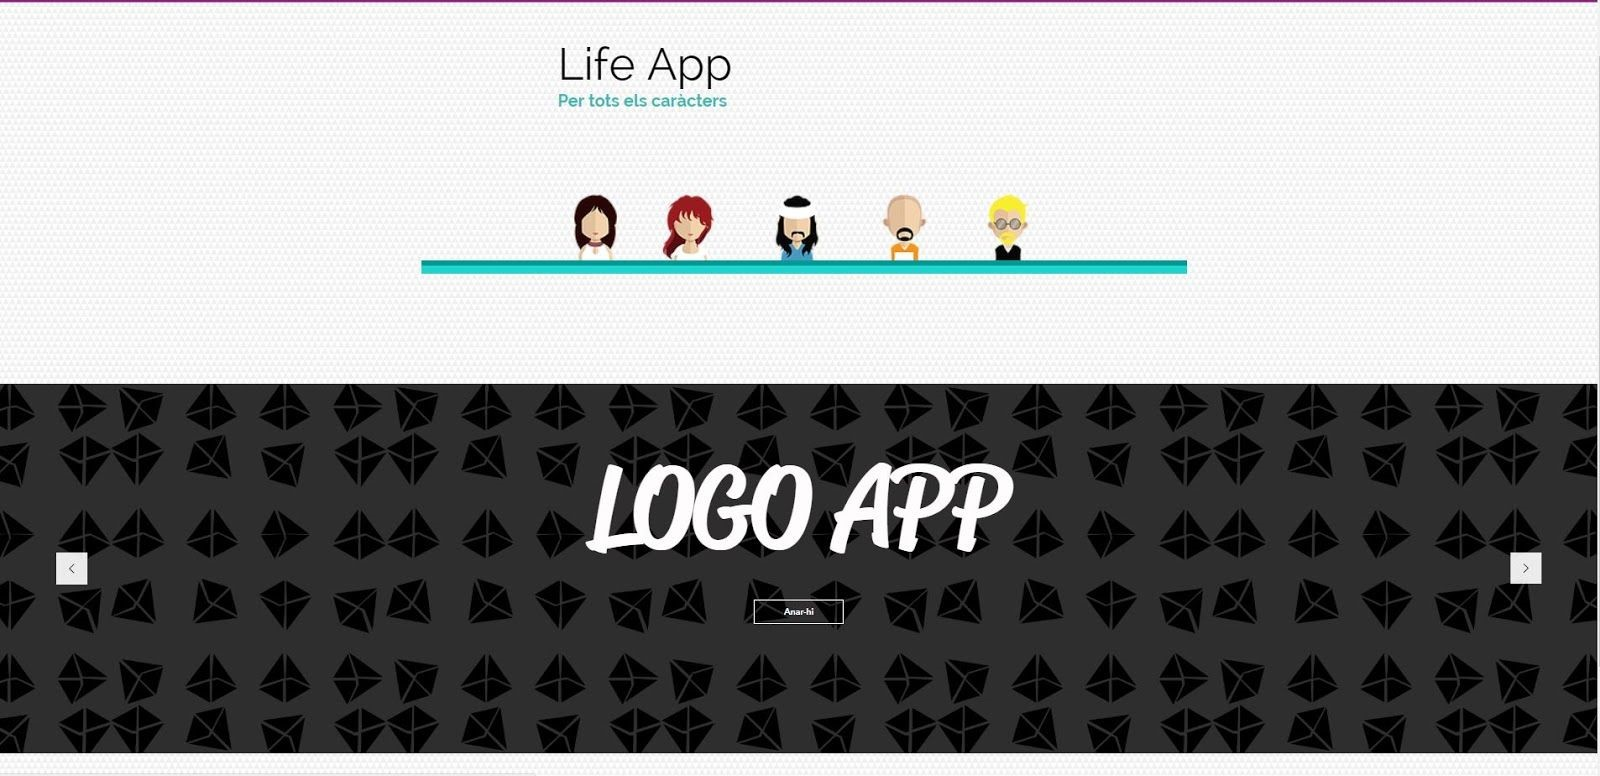 Life App
Per tots els caràcters
LOGO APP
Anar-hi